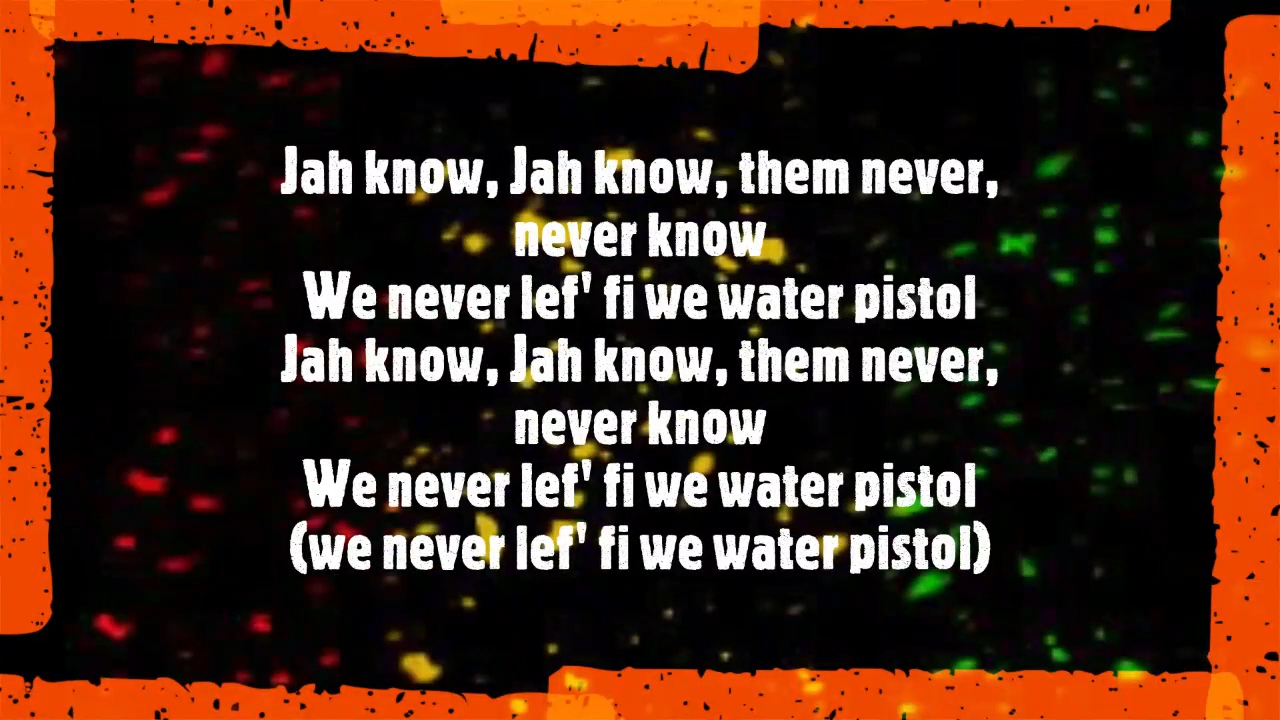 Jah know, Jah know, them never,
never know
We never lef' fi we water pistol
Jah know, Jah know, them never,
never know
We never lef' fi we water pistol
(we never lef' fi we water pistol)